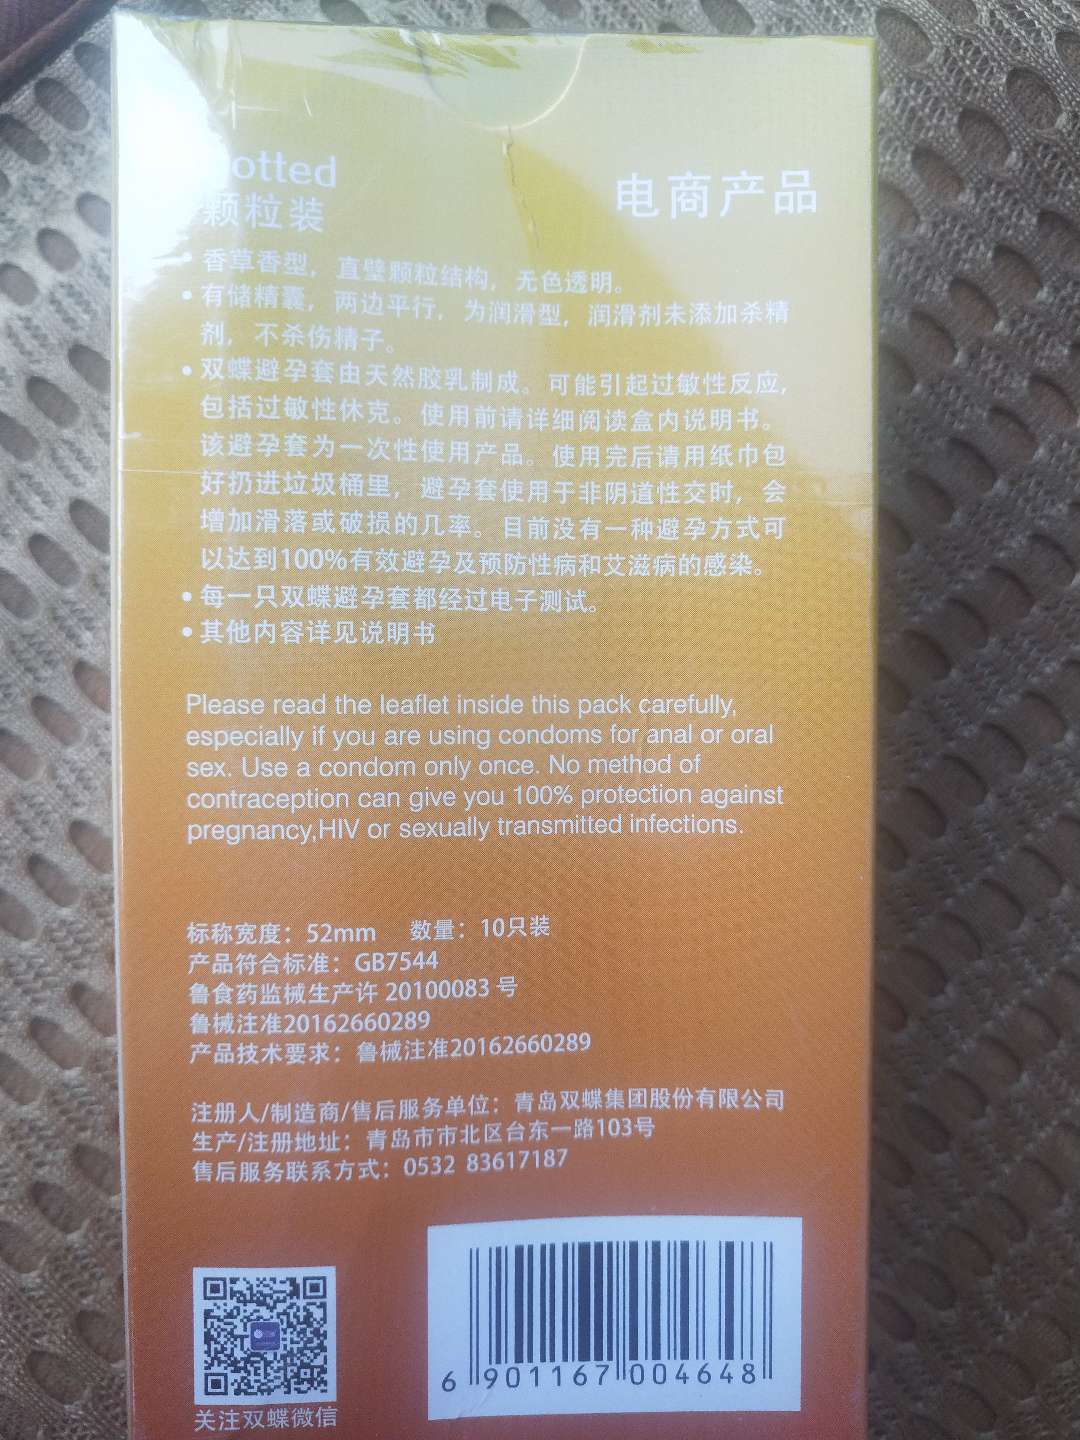 otted
颗粒装
电商产品
• 香草香型，直壁颗粒结构，无色透明。
• 有储精囊，两边平行，为润滑型，润滑剂未添加杀精
剂，不杀伤精子。
• 双蝶避孕套由天然胶乳制成。可能引起过敏性反应，
包括过敏性休克。使用前请详细阅读盒内说明书。
该避孕套为一次性使用产品。使用完后请用纸巾包
好扔进垃圾桶里，避孕套使用于非阴道性交时，会
增加滑落或破损的几率。目前没有一种避孕方式可
以达到100%有效避孕及预防性病和艾滋病的感染。
• 每一只双蝶避孕套都经过电子测试。
• 其他内容详见说明书
Please read the leaflet inside this pack carefully,
especially if you are using condoms for anal or oral
sex. Use a condom only once. No method of
contraception can give you 100% protection against
pregnancy,HIV or sexually transmitted infections.
标称宽度：52mm 数量：10只装
产品符合标准：GB7544
鲁食药监械生产许 20100083 号
鲁械注准20162660289
产品技术要求：鲁械注准20162660289
注册人/制造商/售后服务单位：青岛双蝶集团股份有限公司
生产/注册地址：青岛市市北区台东一路103号
售后服务联系方式：0532 83617187
6 901167 004648
关注双蝶微信